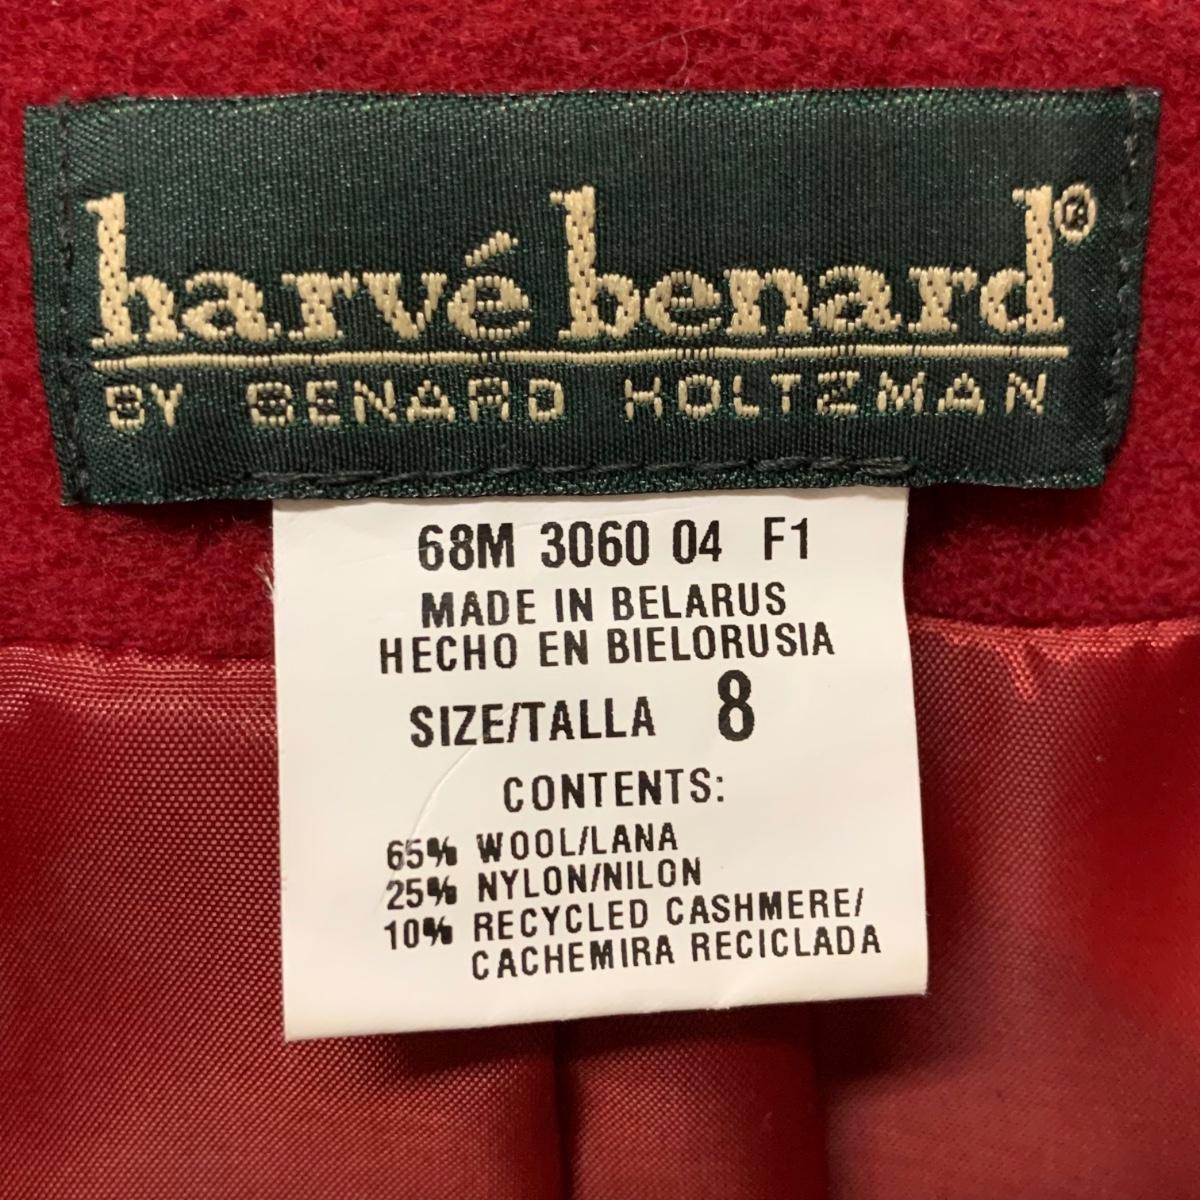 harvé benard®
BY BENARD HOLTZMAN
68M 3060 04 F1
MADE IN BELARUS
HECHO EN BIELORUSIA
SIZE/TALLA 8
CONTENTS:
65% WOOL/LANA
25% NYLON/NILON
10% RECYCLED CASHMERE/
CACHEMIRA RECICLADA